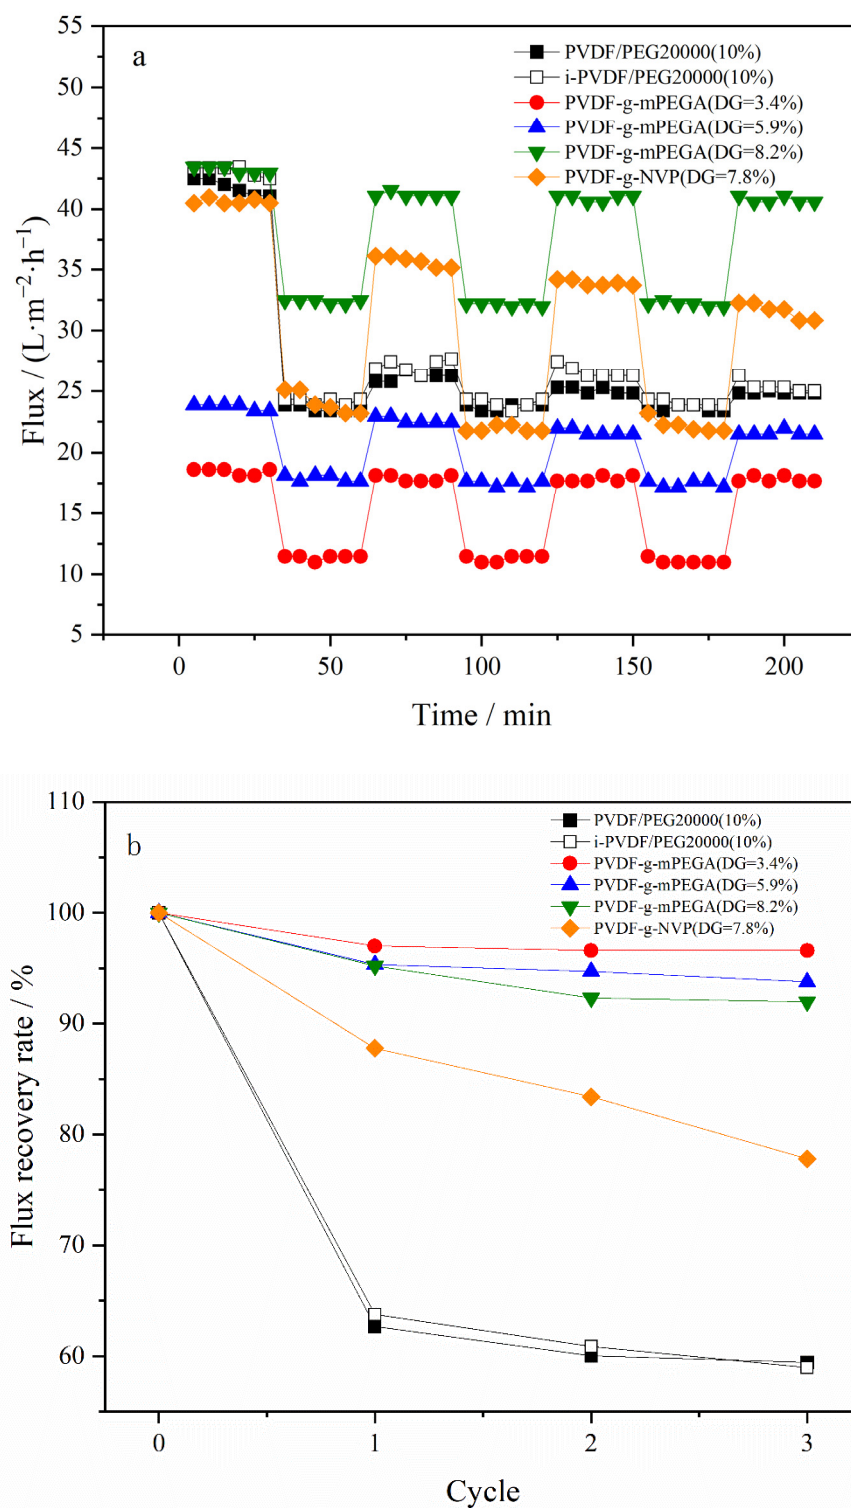 a
55
50
45
40
35
30
25
20
15
10
5
Flux / (L·m⁻²·h⁻¹)
PVDF/PEG20000(10%)
i-PVDF/PEG20000(10%)
PVDF-g-mPEGA(DG=3.4%)
PVDF-g-mPEGA(DG=5.9%)
PVDF-g-mPEGA(DG=8.2%)
PVDF-g-NVP(DG=7.8%)
0 50 100 150 200
Time / min
b
110
100
90
80
70
60
Flux recovery rate / %
PVDF/PEG20000(10%)
i-PVDF/PEG20000(10%)
PVDF-g-mPEGA(DG=3.4%)
PVDF-g-mPEGA(DG=5.9%)
PVDF-g-mPEGA(DG=8.2%)
PVDF-g-NVP(DG=7.8%)
0 1 2 3
Cycle